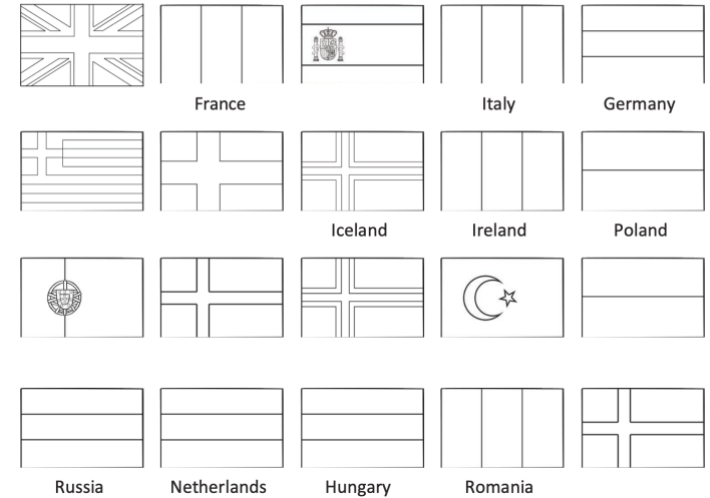 France Italy Germany
Iceland Ireland Poland
Russia Netherlands Hungary Romania